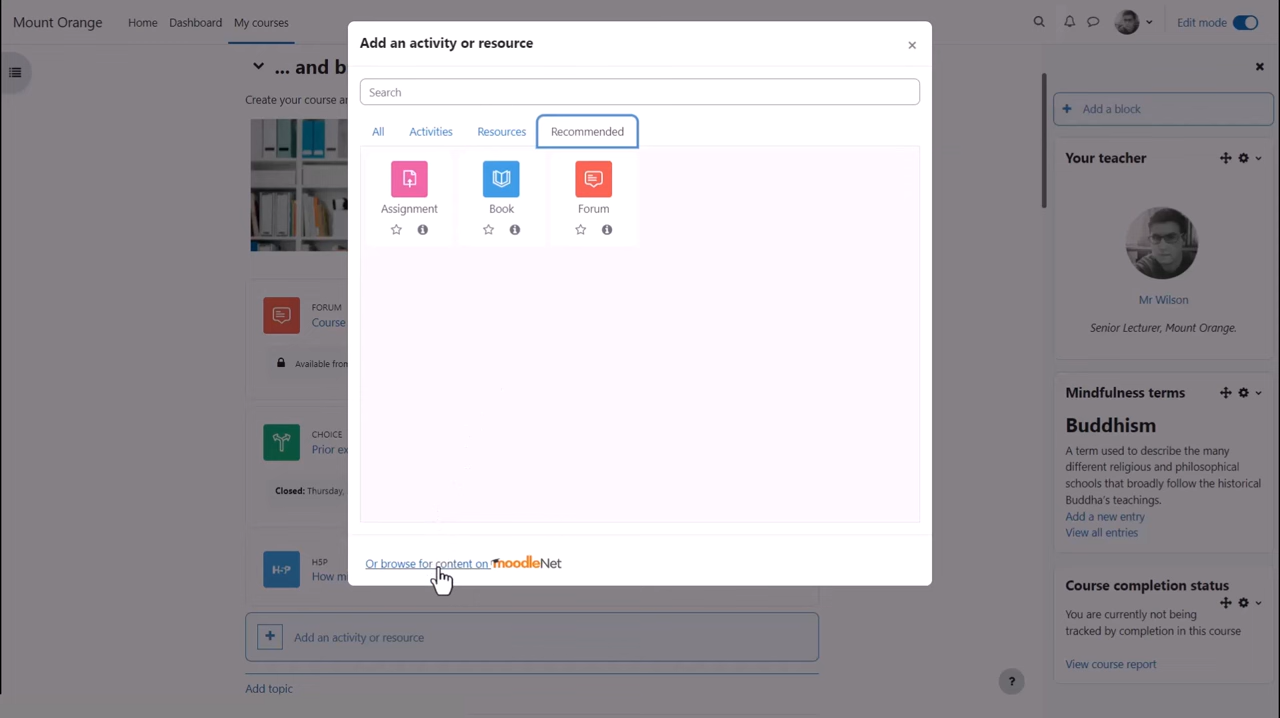 Mount Orange
Home
Dashboard
My courses
Edit mode
... and b
Create your course ar
FORUM
Course
Available from
CHOICE
Prior ex
Closed: Thursday,
H5P
H-P
How m
Add an activity or resource
Add topic
Add an activity or resource
Search
All
Activities
Resources
Recommended
Assignment
Book
Forum
Or browse for content on moodleNet
Add a block
Your teacher
Mr Wilson
Senior Lecturer, Mount Orange.
Mindfulness terms
Buddhism
A term used to describe the many
different religious and philosophical
schools that broadly follow the historical
Buddha's teachings.
Add a new entry
View all entries
Course completion status
You are currently not being
tracked by completion in this course
View course report
?